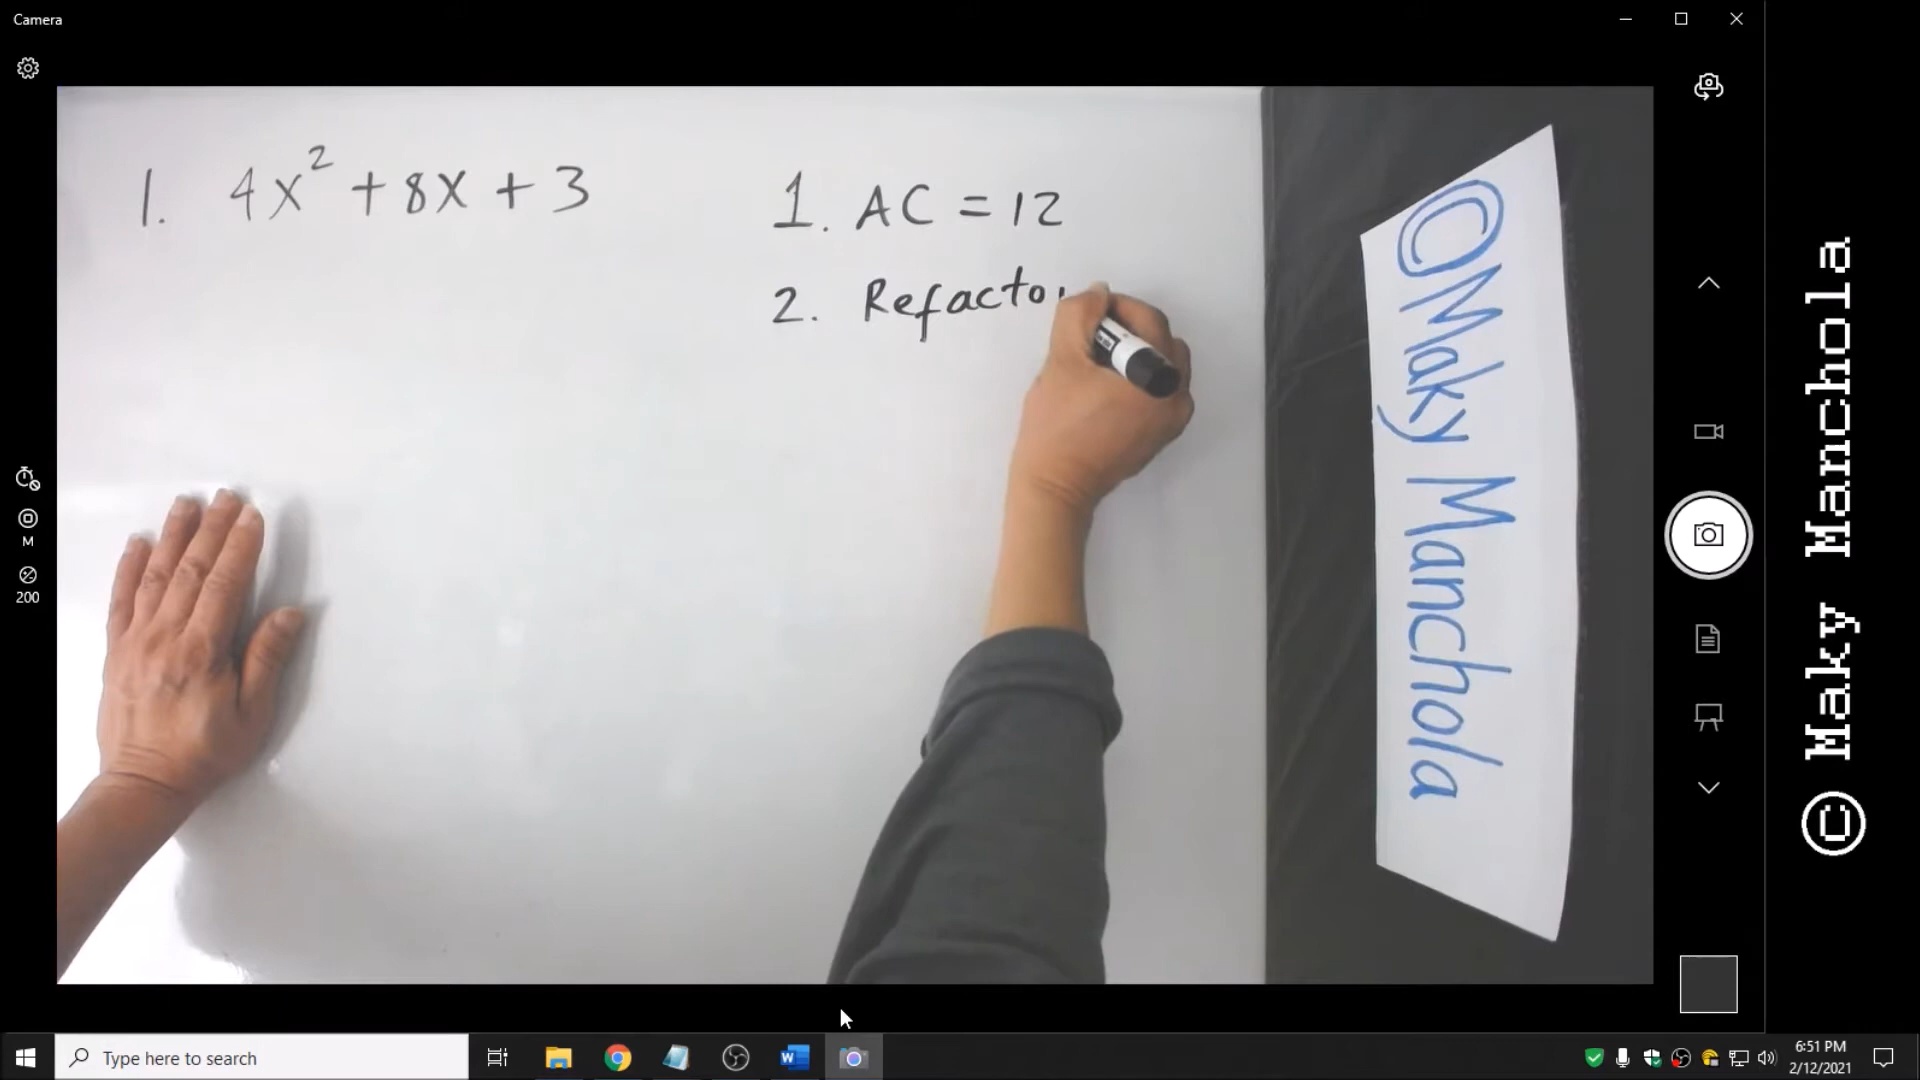 Camera
1. 4x² + 8x + 3
1. AC = 12
2. Refacto
©Maky Manchola
M
200
© Maky Manchola
Type here to search
6:51 PM
2/12/2021